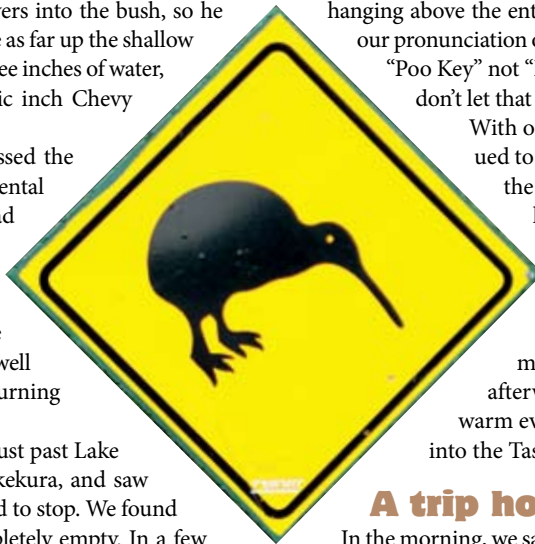 vers into the bush, so he
as far up the shallow
ee inches of water,
ic inch Chevy
ssed the
ental
well
urning
ust past Lake
kekura, and saw
d to stop. We found
pletely empty. In a few
hanging above the ent
our pronunciation
"Poo Key" not
don't let that
With o
ued to
the
m
after
warm ev
into the Tas
A trip ho
In the morning, we sa